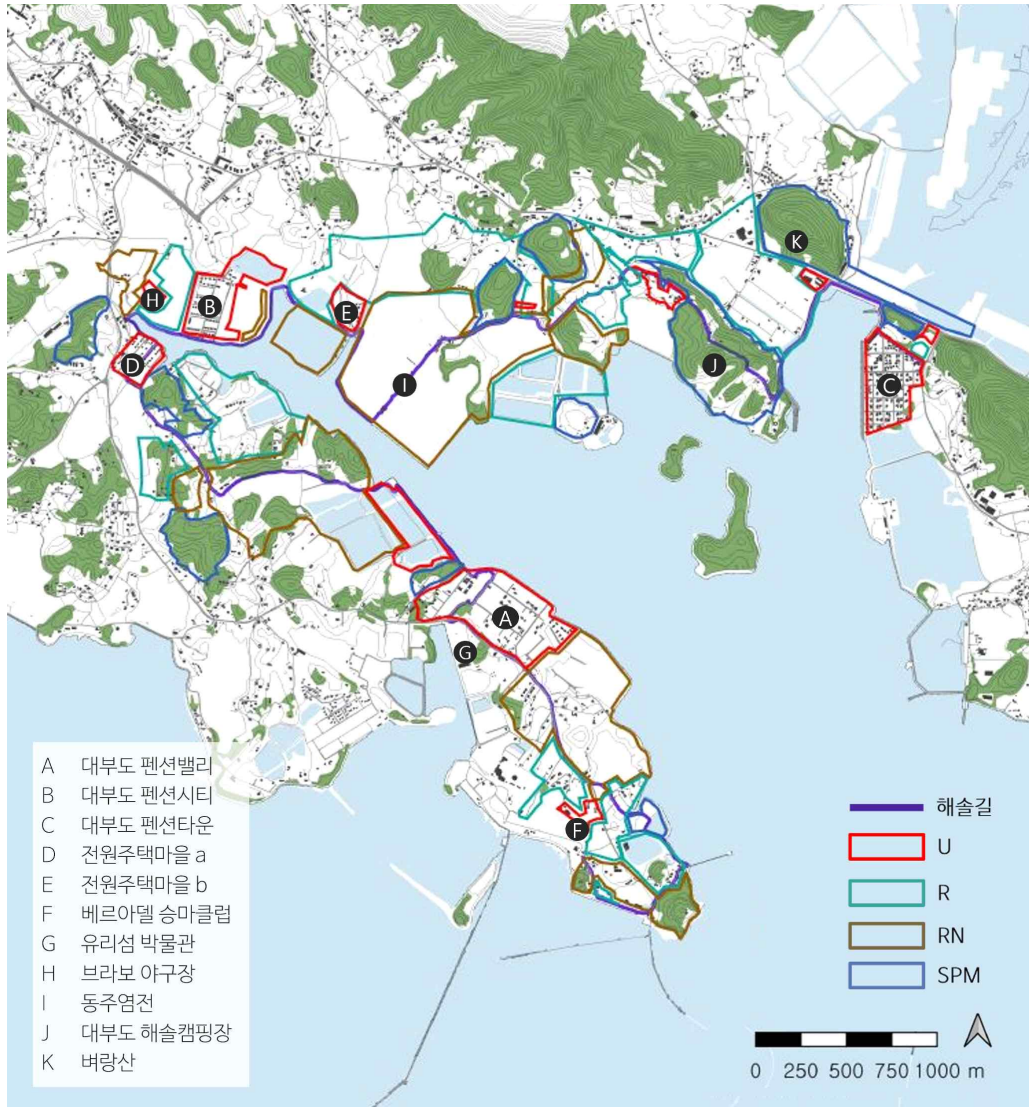 H
B
E
D
I
K
J
C
A
G
F
A 대부도 펜션밸리
B 대부도 펜션시티
C 대부도 펜션타운
D 전원주택마을 a
E 전원주택마을 b
F 베르아델 승마클럽
G 유리섬 박물관
H 브라보 야구장
I 동주염전
J 대부도 해솔캠핑장
K 벼랑산
해솔길
U
R
RN
SPM
0 250 500 750 1000 m